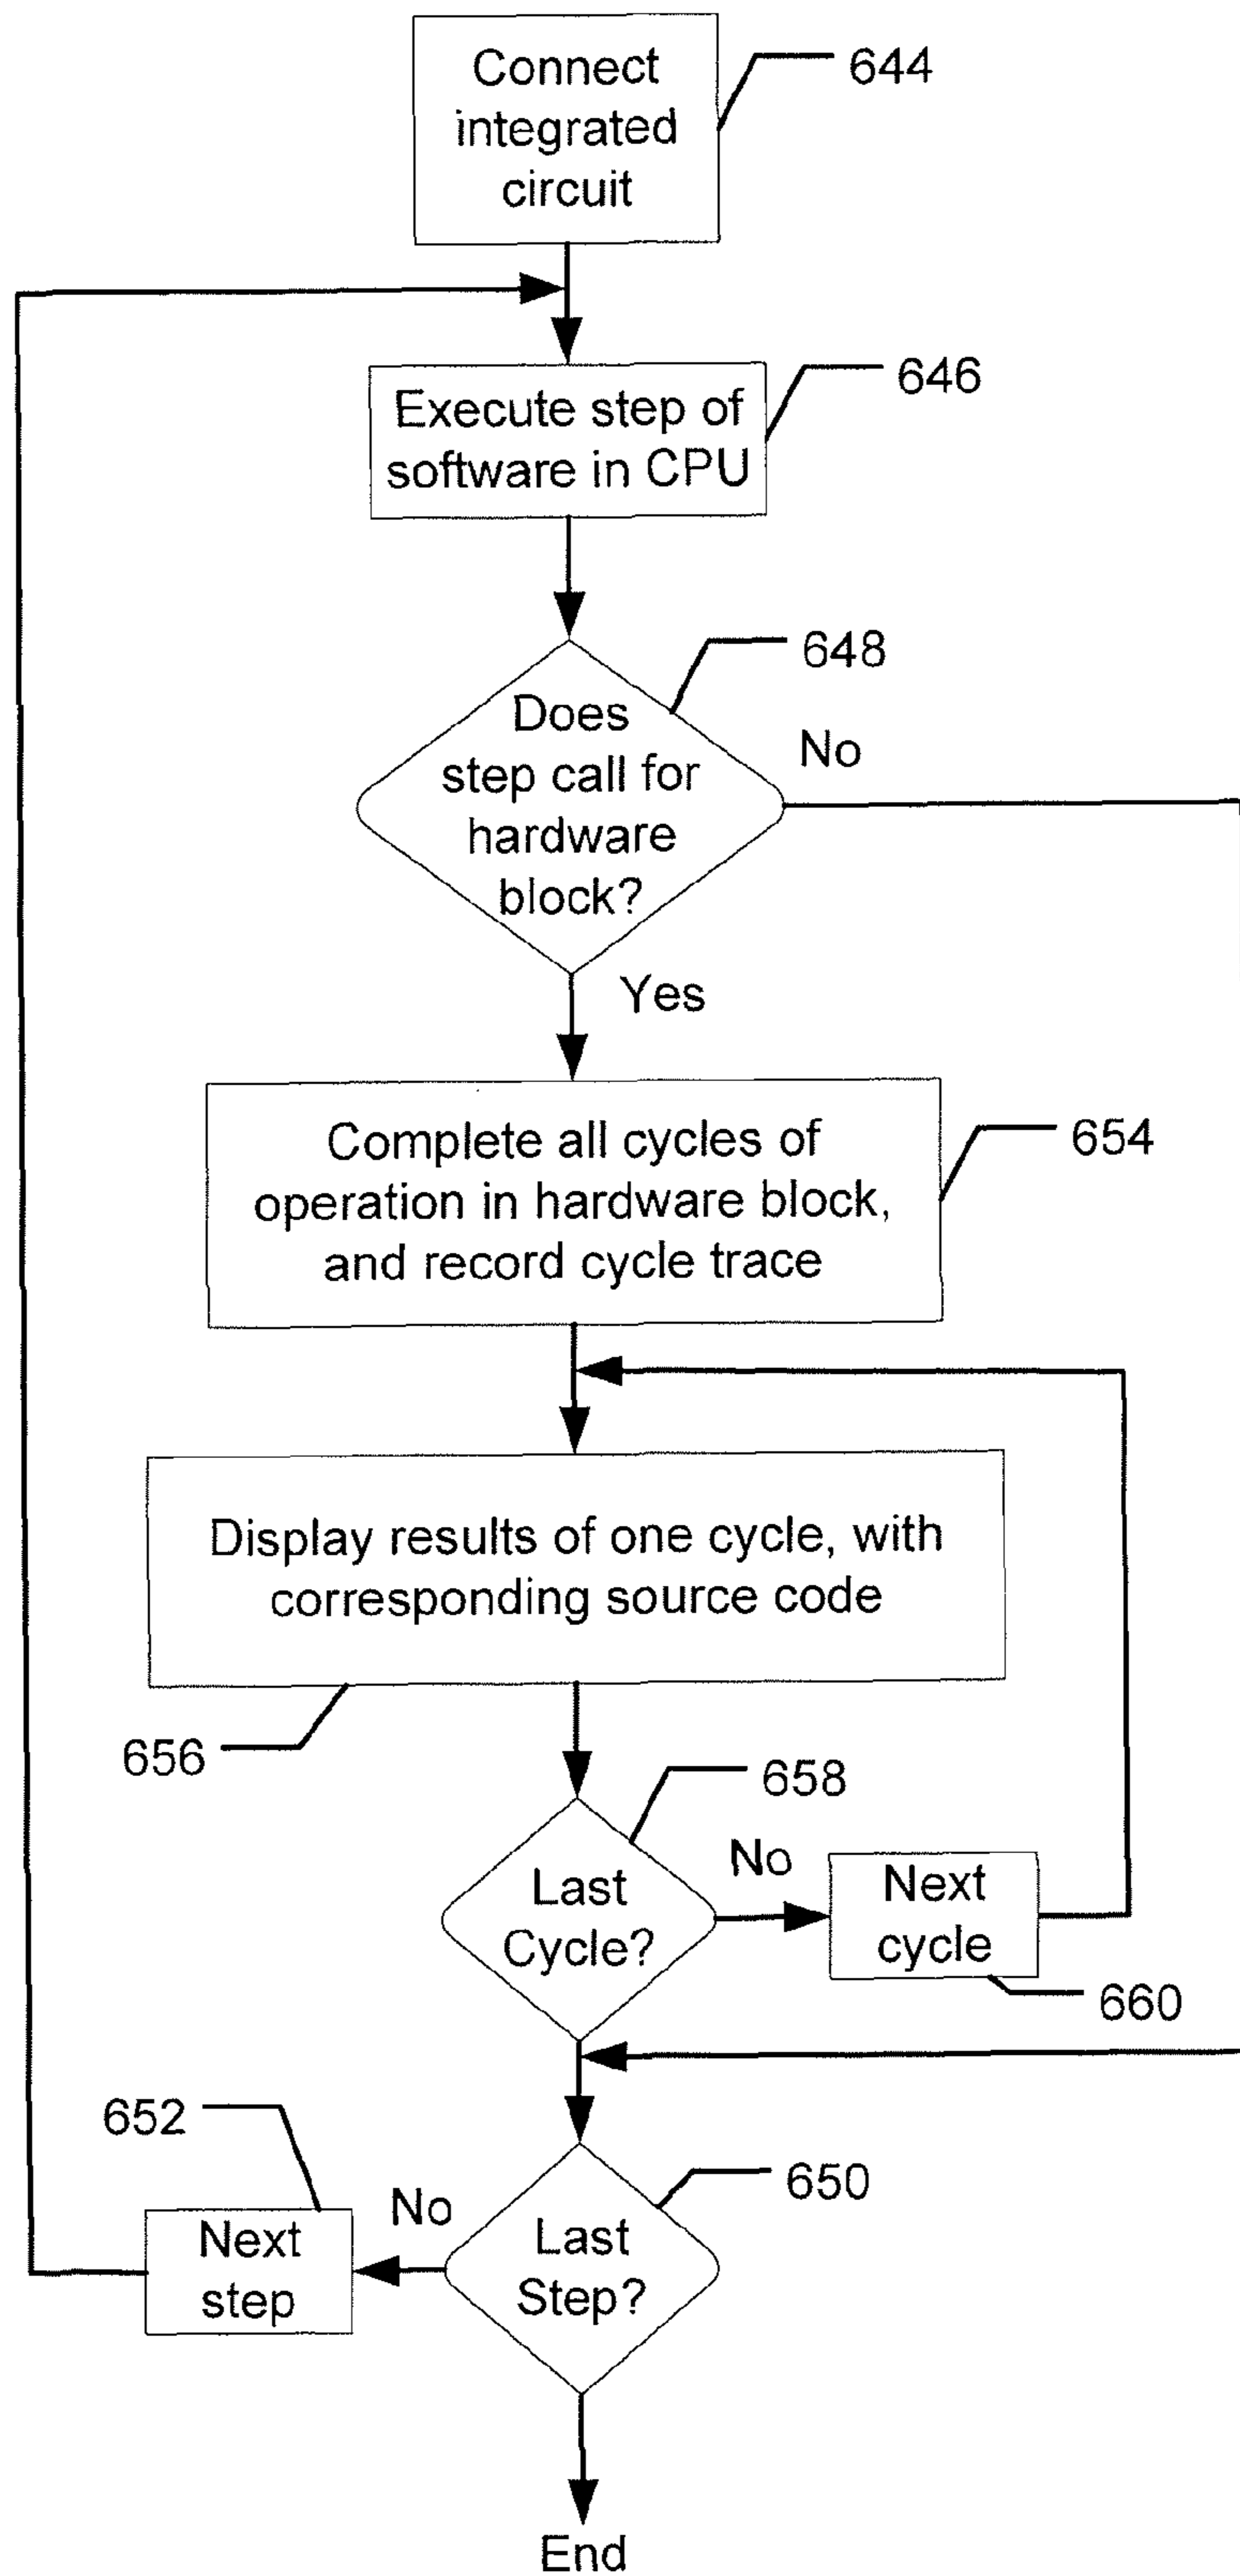 Connect
integrated
circuit
644
Execute step of
software in CPU
646
Does
step call for
hardware
block?
648
No
Yes
Complete all cycles of
operation in hardware block,
and record cycle trace
654
Display results of one cycle, with
corresponding source code
656
Last
Cycle?
658
No
Next
cycle
660
Last
Step?
650
No
Next
step
652
End